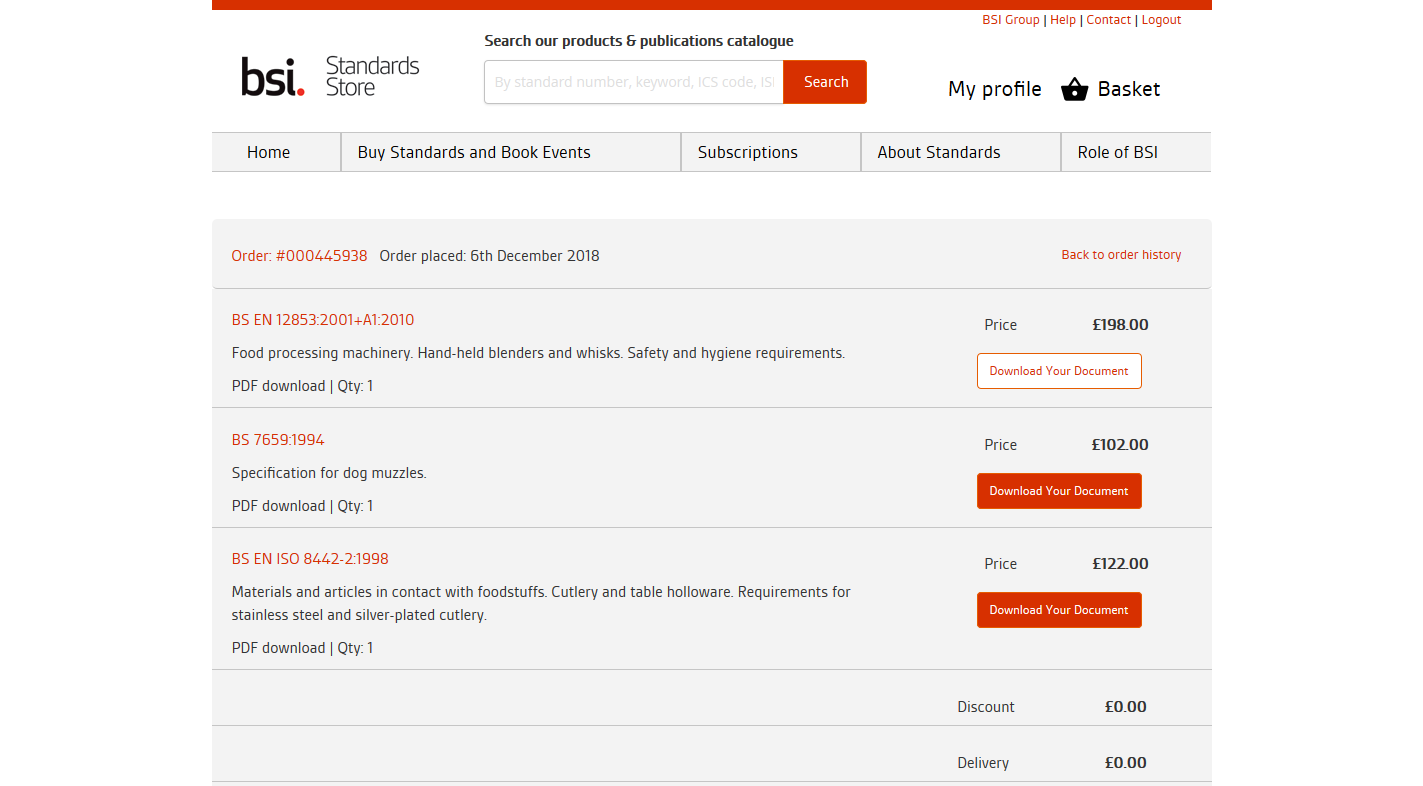 BSI Group | Help | Contact | Logout
Search our products & publications catalogue
bsi. Standards Store
By standard number, keyword, ICS code, ISI
Search
My profile
Basket
Home
Buy Standards and Book Events
Subscriptions
About Standards
Role of BSI
Order: #000445938 Order placed: 6th December 2018
Back to order history
BS EN 12853:2001+A1:2010
Price £198.00
Food processing machinery. Hand-held blenders and whisks. Safety and hygiene requirements.
Download Your Document
PDF download | Qty: 1
BS 7659:1994
Price £102.00
Specification for dog muzzles.
Download Your Document
PDF download | Qty: 1
BS EN ISO 8442-2:1998
Price £122.00
Materials and articles in contact with foodstuffs. Cutlery and table holloware. Requirements for
stainless steel and silver-plated cutlery.
Download Your Document
PDF download | Qty: 1
Discount £0.00
Delivery £0.00